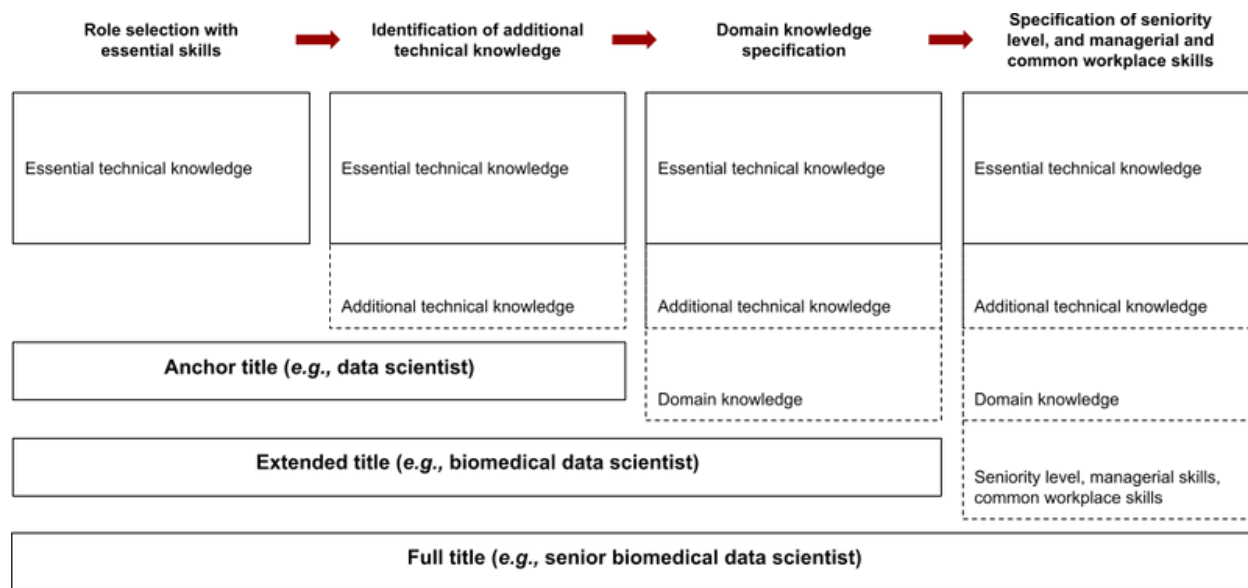 Role selection with
essential skills
Identification of additional
technical knowledge
Domain knowledge
specification
Specification of seniority
level, and managerial and
common workplace skills
Essential technical knowledge
Essential technical knowledge
Essential technical knowledge
Essential technical knowledge
Additional technical knowledge
Additional technical knowledge
Additional technical knowledge
Anchor title (e.g., data scientist)
Domain knowledge
Domain knowledge
Extended title (e.g., biomedical data scientist)
Seniority level, managerial skills,
common workplace skills
Full title (e.g., senior biomedical data scientist)